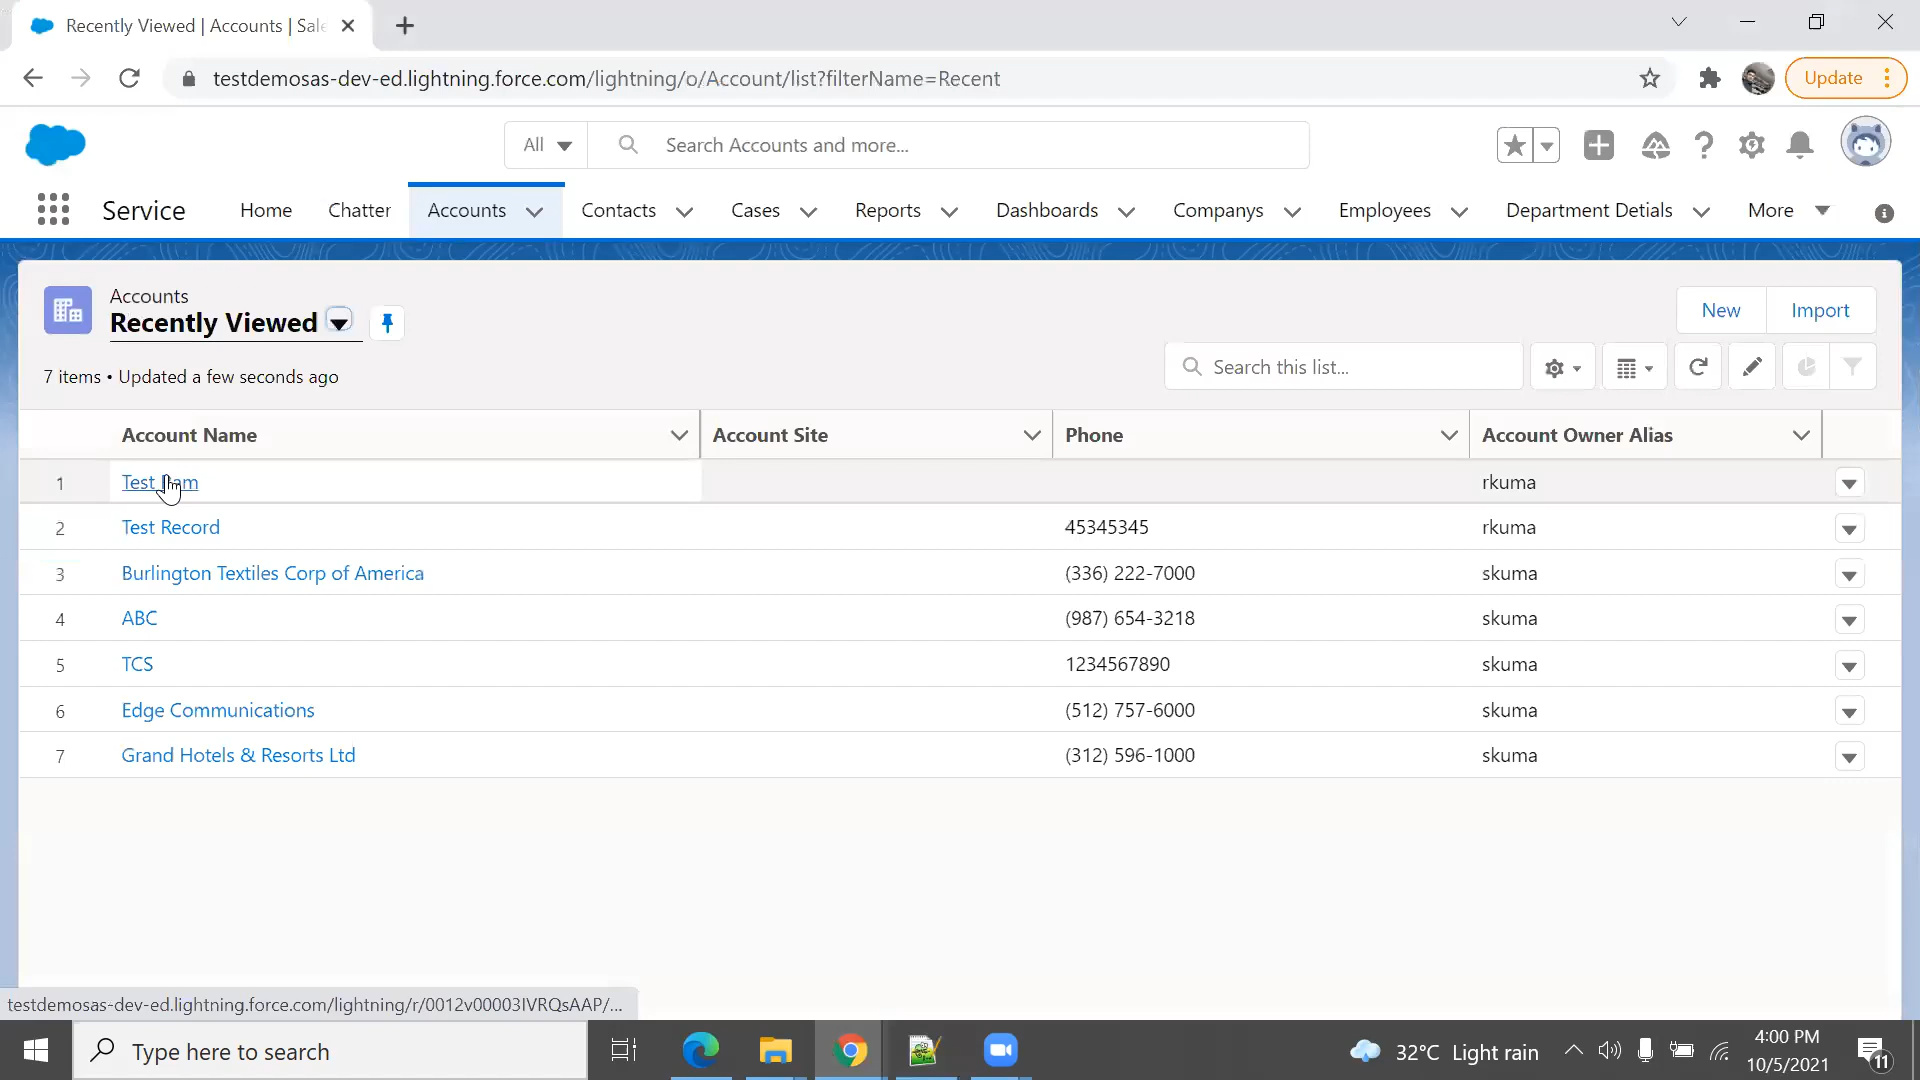 Recently Viewed | Accounts | Sale
testdemosas-dev-ed.lightning.force.com/lightning/o/Account/list?filterName=Recent
Update
All
Search Accounts and more...
Service
Home
Chatter
Accounts
Contacts
Cases
Reports
Dashboards
Companys
Employees
Department Detials
More
Accounts
Recently Viewed
New
Import
7 items • Updated a few seconds ago
Search this list...
Account Name
Account Site
Phone
Account Owner Alias
1 Test rkuma
2 Test Record 45345345 rkuma
3 Burlington Textiles Corp of America (336) 222-7000 skuma
4 ABC (987) 654-3218 skuma
5 TCS 1234567890 skuma
6 Edge Communications (512) 757-6000 skuma
7 Grand Hotels & Resorts Ltd (312) 596-1000 skuma
testdemosas-dev-ed.lightning.force.com/lightning/r/0012v00003IVRQsAAP/...
Type here to search
32°C Light rain
4:00 PM
10/5/2021
11